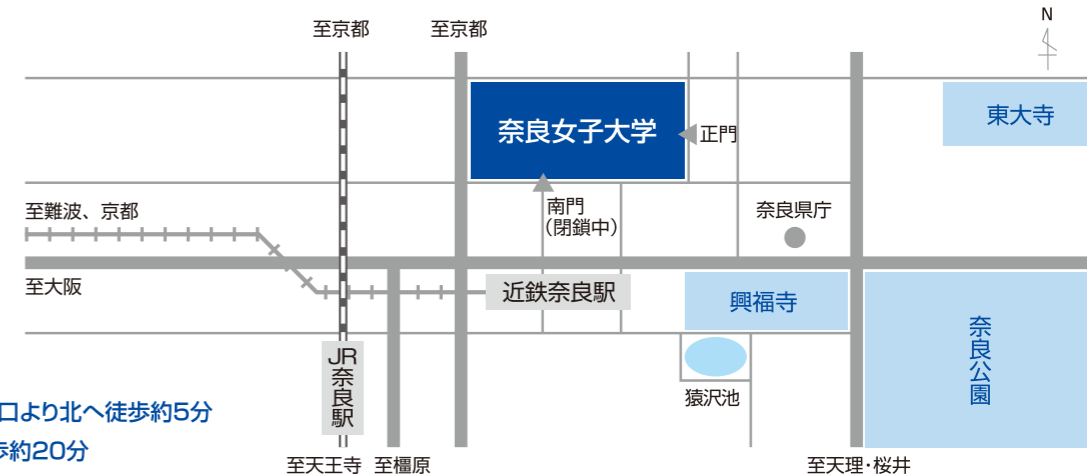 N
至京都
至京都
奈良女子大学
正門
東大寺
至難波、京都
南門
（閉鎖中）
奈良県庁
至大阪
近鉄奈良駅
興福寺
奈良公園
JR奈良駅
猿沢池
口より北へ徒歩約5分
歩約20分
至天王寺
至橿原
至天理・桜井